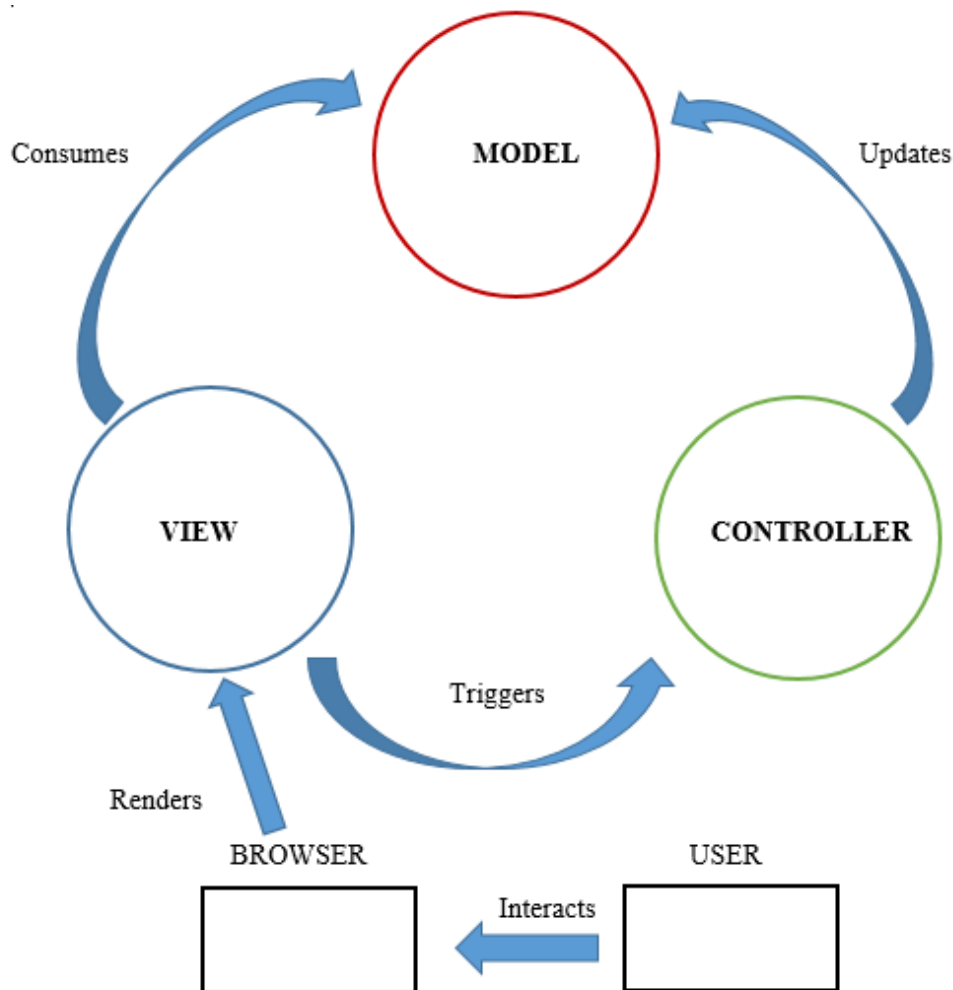 MODEL
Consumes
Updates
VIEW
CONTROLLER
Triggers
Renders
BROWSER
USER
Interacts